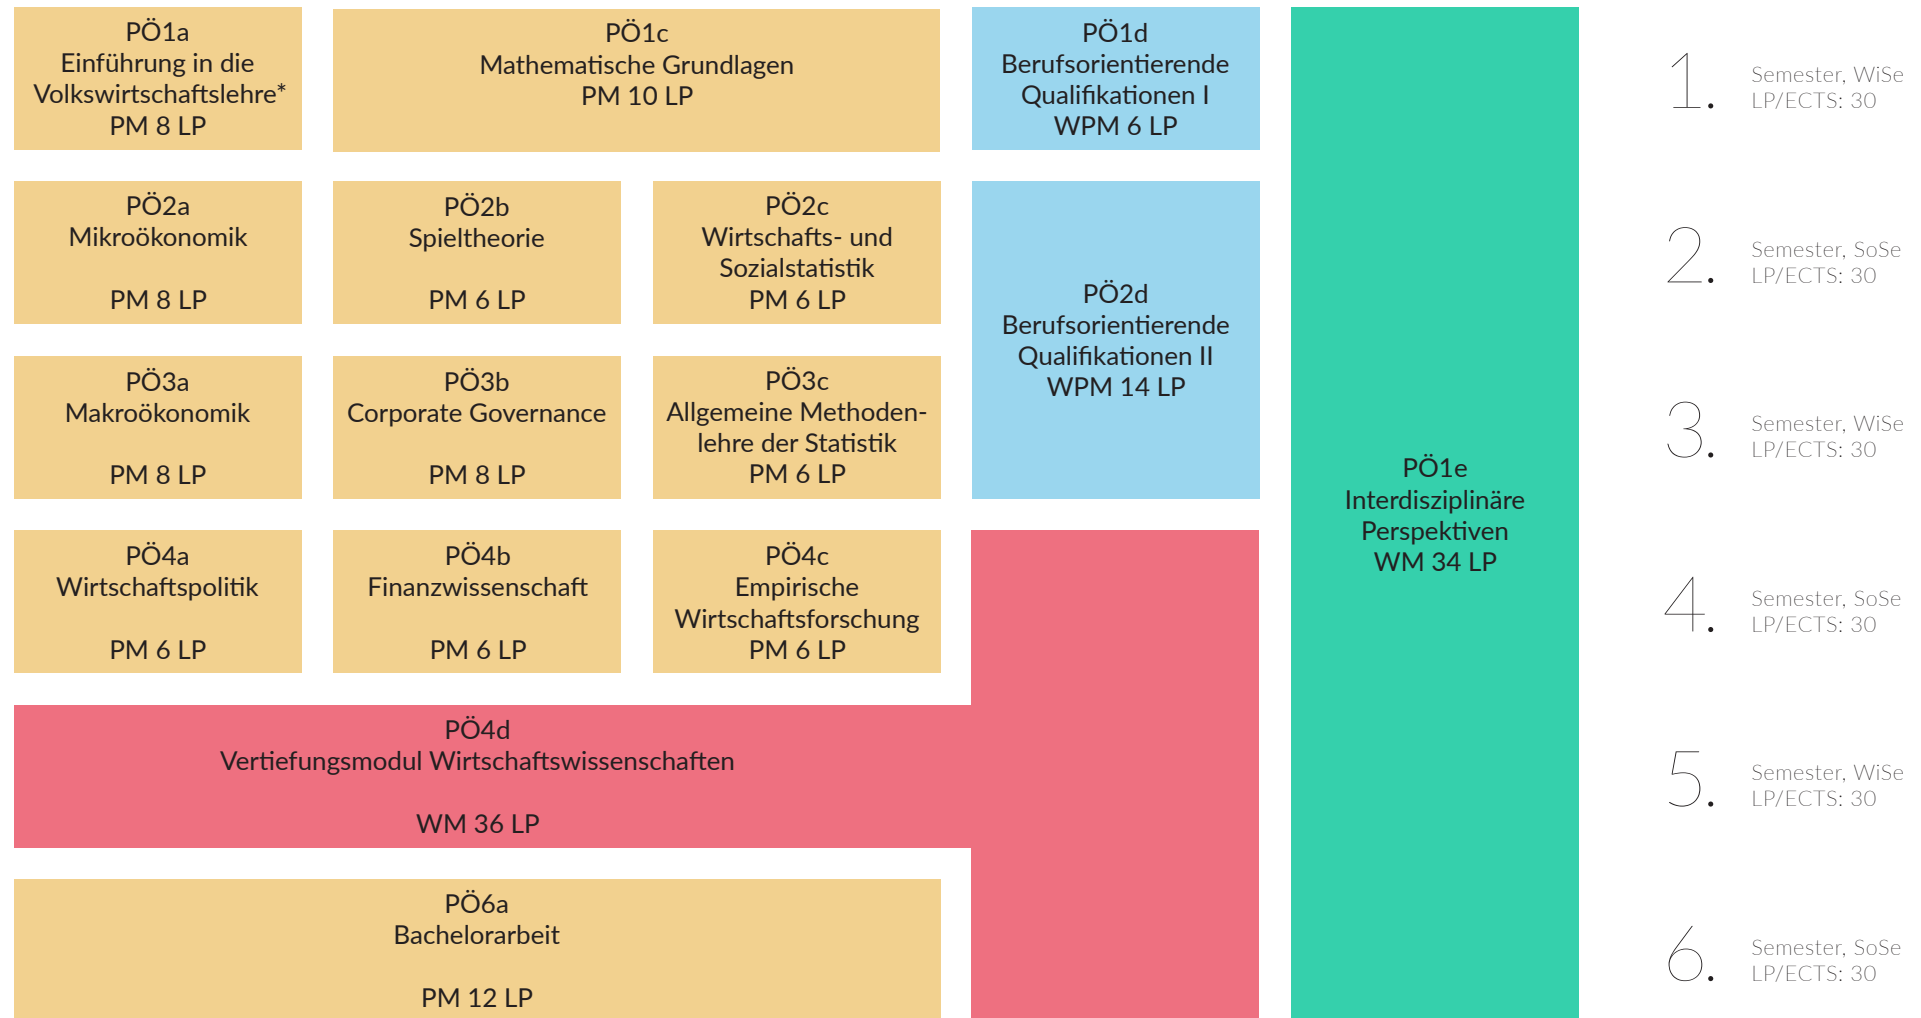 PÖ1a
Einführung in die
Volkswirtschaftslehre*
PM 8 LP
PÖ1c
Mathematische Grundlagen
PM 10 LP
PÖ1d
Berufsorientierende
Qualifikationen I
WPM 6 LP
1.
Semester, WiSe
LP/ECTS: 30
PÖ2a
Mikroökonomik
PM 8 LP
PÖ2b
Spieltheorie
PM 6 LP
PÖ2c
Wirtschafts- und
Sozialstatistik
PM 6 LP
PÖ2d
Berufsorientierende
Qualifikationen II
WPM 14 LP
2.
Semester, SoSe
LP/ECTS: 30
PÖ3a
Makroökonomik
PM 8 LP
PÖ3b
Corporate Governance
PM 8 LP
PÖ3c
Allgemeine Methoden-
lehre der Statistik
PM 6 LP
3.
Semester, WiSe
LP/ECTS: 30
PÖ1e
Interdisziplinäre
Perspektiven
WM 34 LP
PÖ4a
Wirtschaftspolitik
PM 6 LP
PÖ4b
Finanzwissenschaft
PM 6 LP
PÖ4c
Empirische
Wirtschaftsforschung
PM 6 LP
4.
Semester, SoSe
LP/ECTS: 30
PÖ4d
Vertiefungsmodul Wirtschaftswissenschaften
WM 36 LP
5.
Semester, WiSe
LP/ECTS: 30
PÖ6a
Bachelorarbeit
PM 12 LP
6.
Semester, SoSe
LP/ECTS: 30